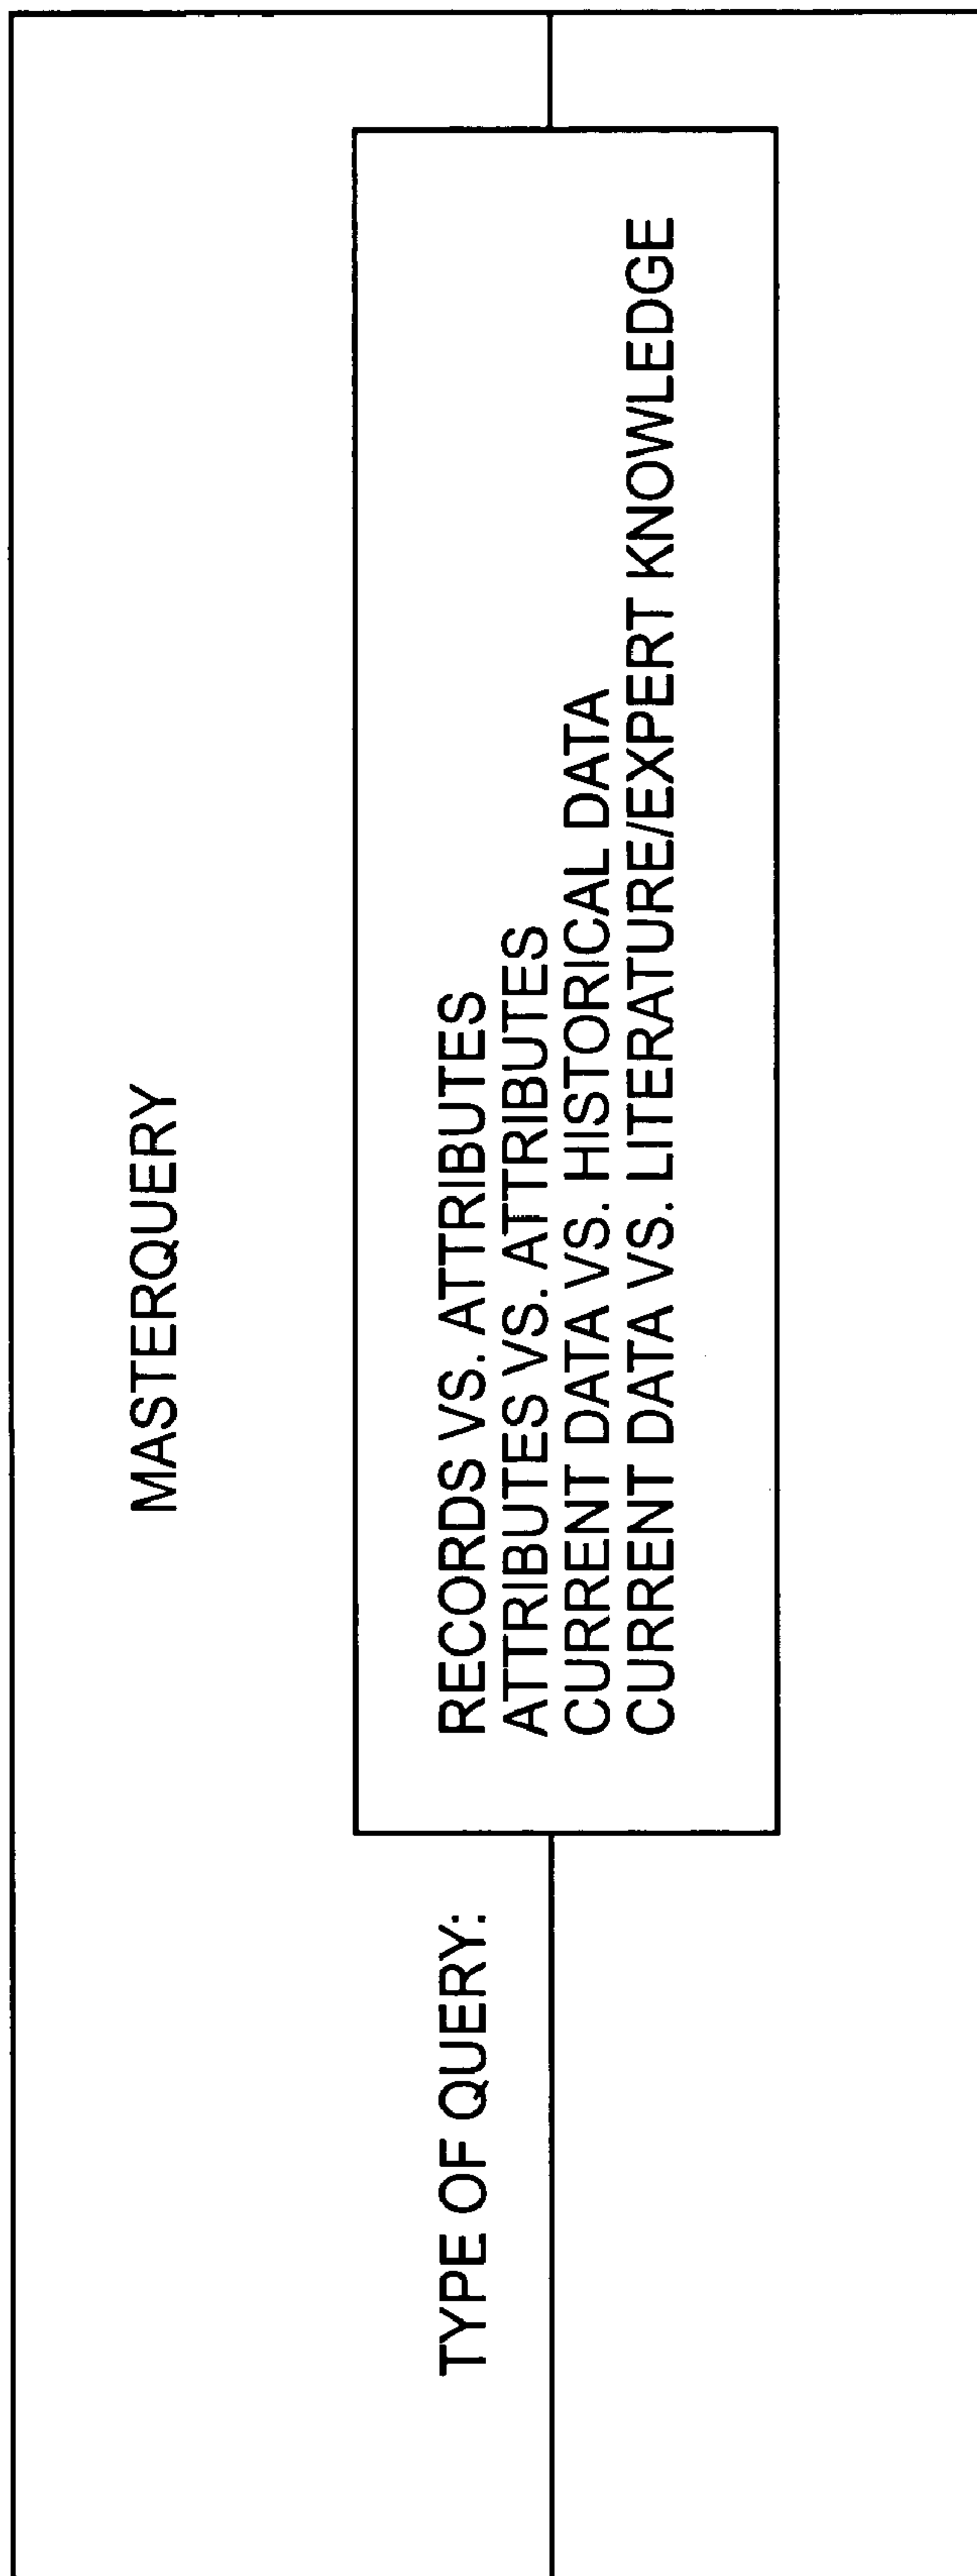 MASTERQUERY
TYPE OF QUERY:
RECORDS VS. ATTRIBUTES
ATTRIBUTES VS. ATTRIBUTES
CURRENT DATA VS. HISTORICAL DATA
CURRENT DATA VS. LITERATURE/EXPERT KNOWLEDGE